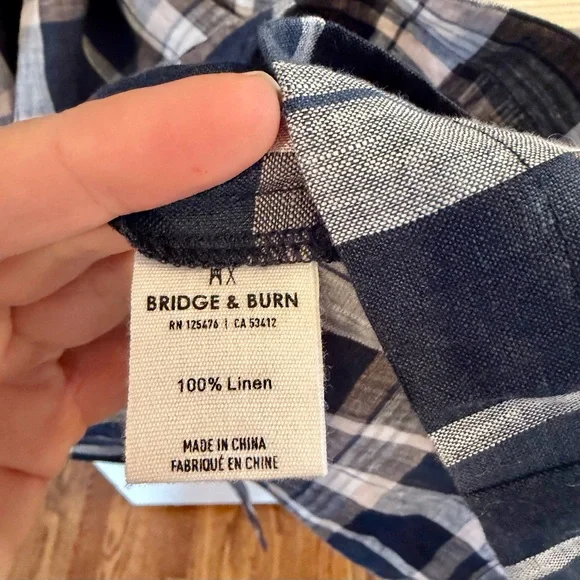 BRIDGE & BURN
RN 125476 | CA 53412
100% Linen
MADE IN CHINA
FABRIQUÉ EN CHINE